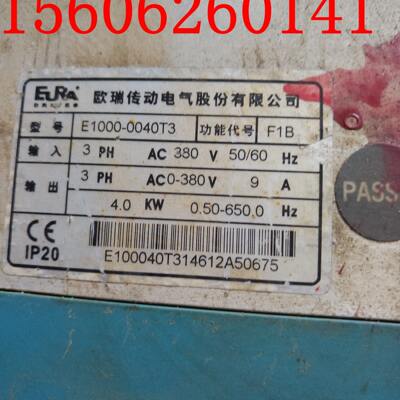 15606260141
EURA
欧瑞传动电气股份有限公司
型号 E1000-0040T3 功能代号 F1B
输入 3 PH AC 380 V 50/60 Hz
输出 3 PH AC0-380V 9 A
4.0 KW 0.50-650.0 Hz
CE
IP20
E100040T314612A50675
PASS